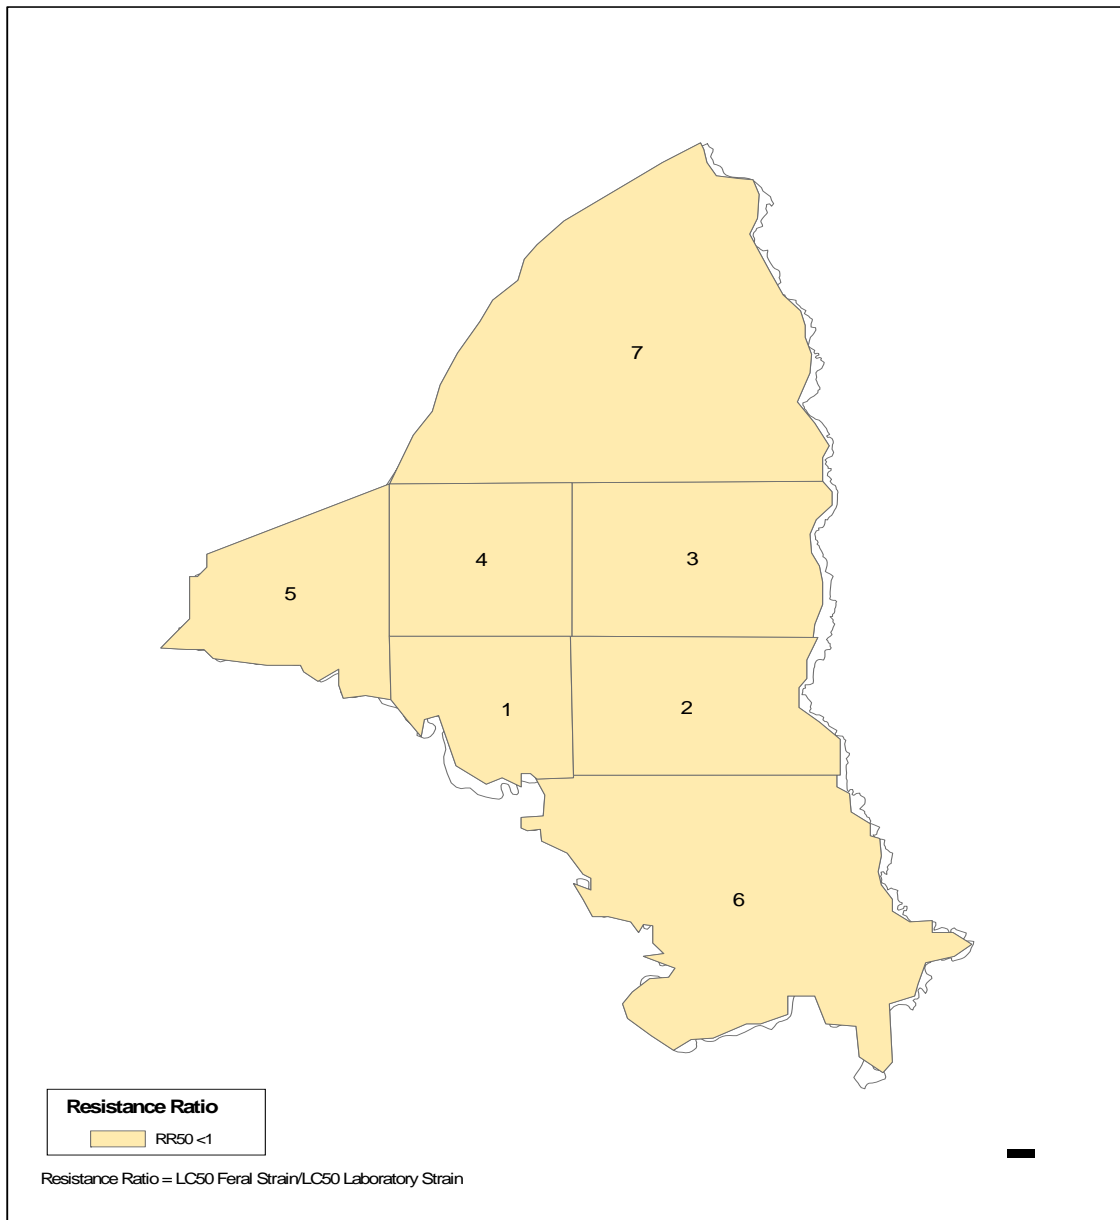 7
4
3
5
1
2
6
Resistance Ratio
RR50 <1
Resistance Ratio = LC50 Feral Strain/LC50 Laboratory Strain